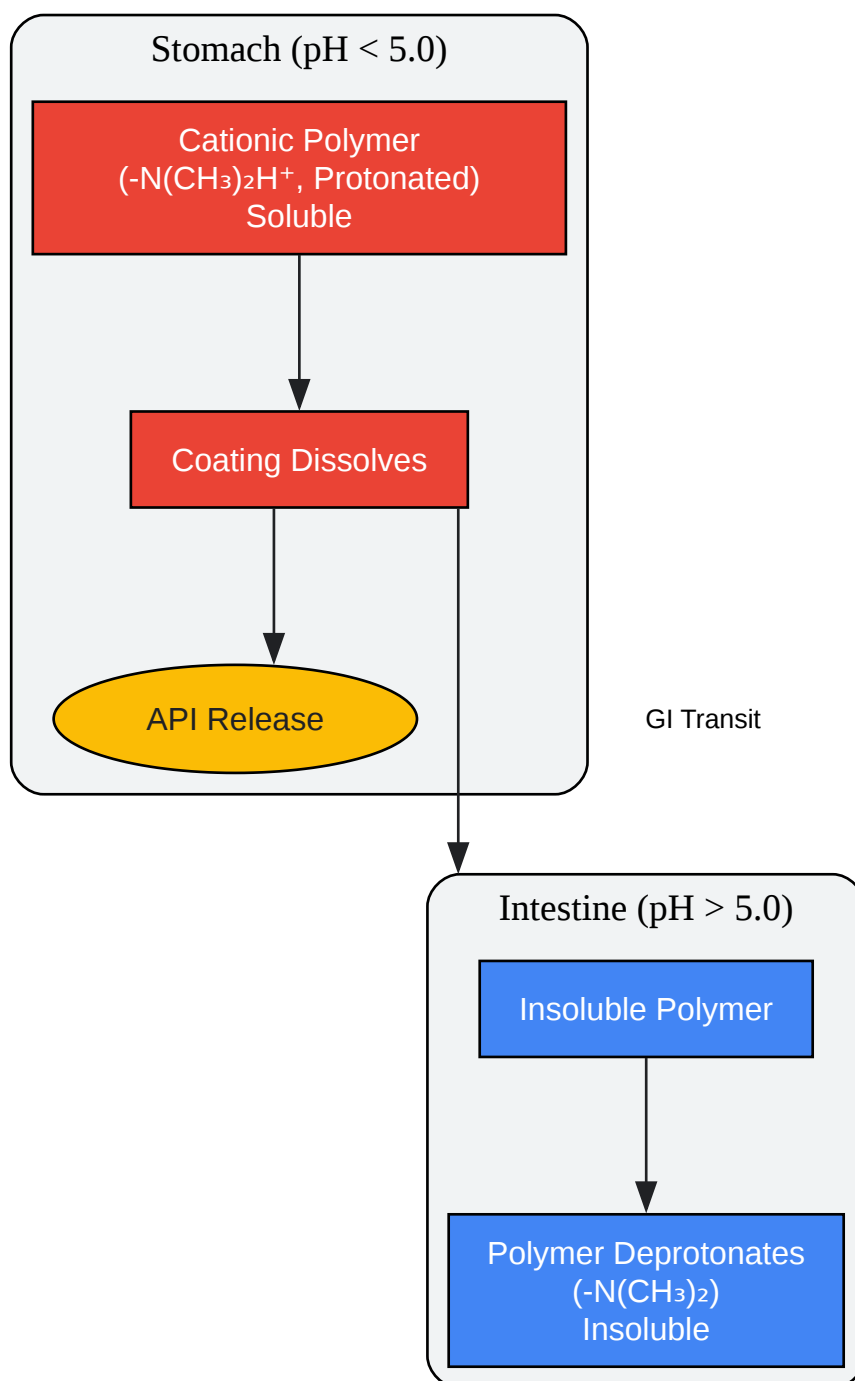 Stomach (pH < 5.0)
Cationic Polymer
(-N(CH₃)₂H⁺, Protonated)
Soluble
Coating Dissolves
API Release
GI Transit
Intestine (pH > 5.0)
Insoluble Polymer
Polymer Deprotonates
(-N(CH₃)₂)
Insoluble